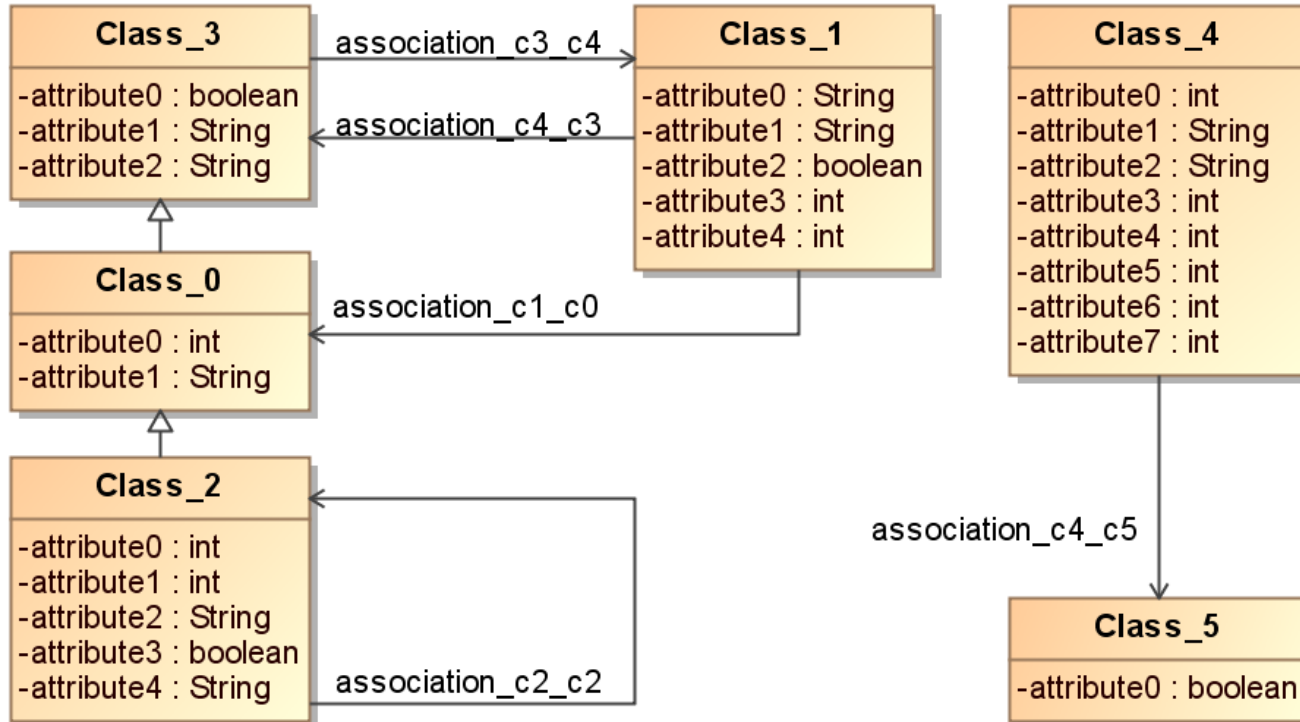 Class_3
-attribute0 : boolean
-attribute1 : String
-attribute2 : String
association_c3_c4
association_c4_c3
Class_1
-attribute0 : String
-attribute1 : String
-attribute2 : boolean
-attribute3 : int
-attribute4 : int
Class_4
-attribute0 : int
-attribute1 : String
-attribute2 : String
-attribute3 : int
-attribute4 : int
-attribute5 : int
-attribute6 : int
-attribute7 : int
Class_0
-attribute0 : int
-attribute1 : String
association_c1_c0
Class_2
-attribute0 : int
-attribute1 : int
-attribute2 : String
-attribute3 : boolean
-attribute4 : String
association_c2_c2
association_c4_c5
Class_5
-attribute0 : boolean